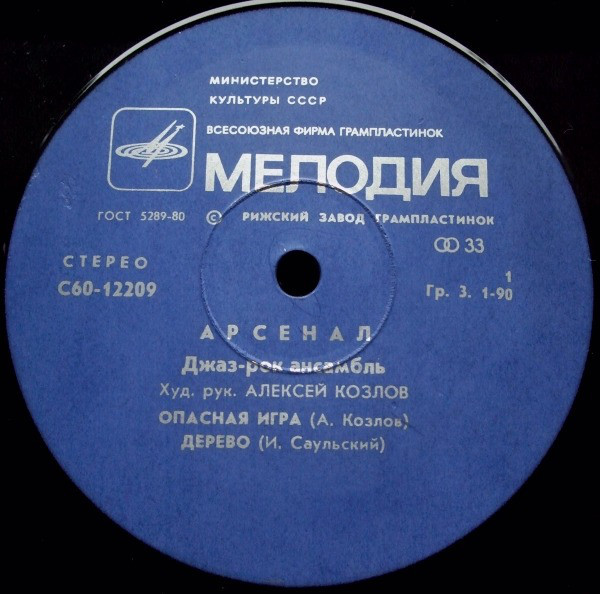 МИНИСТЕРСТВО
КУЛЬТУРЫ СССР
ВСЕСОЮЗНАЯ ФИРМА ГРАМПЛАСТИНОК
МЕЛОДИЯ
ГОСТ 5289-80 © РИЖСКИЙ ЗАВОД ГРАМПЛАСТИНОК
33
СТЕРЕО
1
С60-12209
Гр. 3. 1-90
АРСЕНАЛ
Джаз-рок ансамбль
Худ. рук. АЛЕКСЕЙ КОЗЛОВ
ОПАСНАЯ ИГРА (А. Козлов)
ДЕРЕВО (И. Саульский)